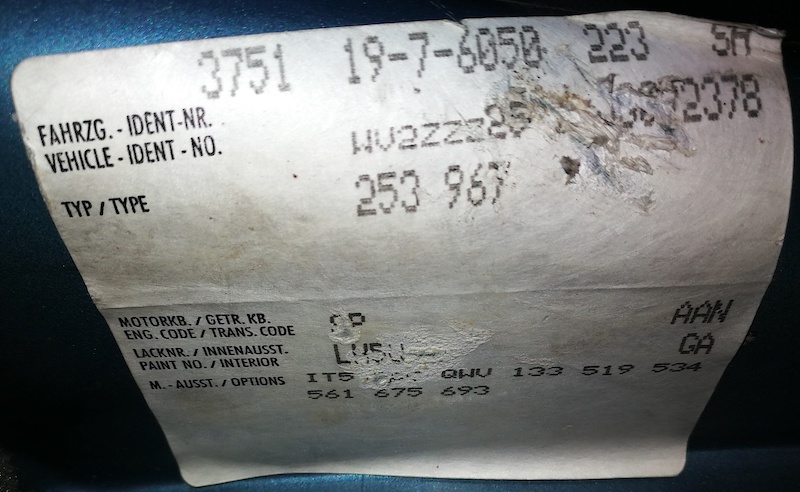 3751 19-7-6050 223 SA
FAHRZG. - IDENT-NR.
VEHICLE - IDENT - NO. WV2ZZZ25
TYP / TYPE 253 967
MOTORKB. / GETR. KB.
ENG. CODE / TRANS. CODE SP AAN
LACKNR. / INNENAUSST.
PAINT NO. / INTERIOR GA
M. - AUSST. / OPTIONS IT5 QWV 133 519 534
561 675 693